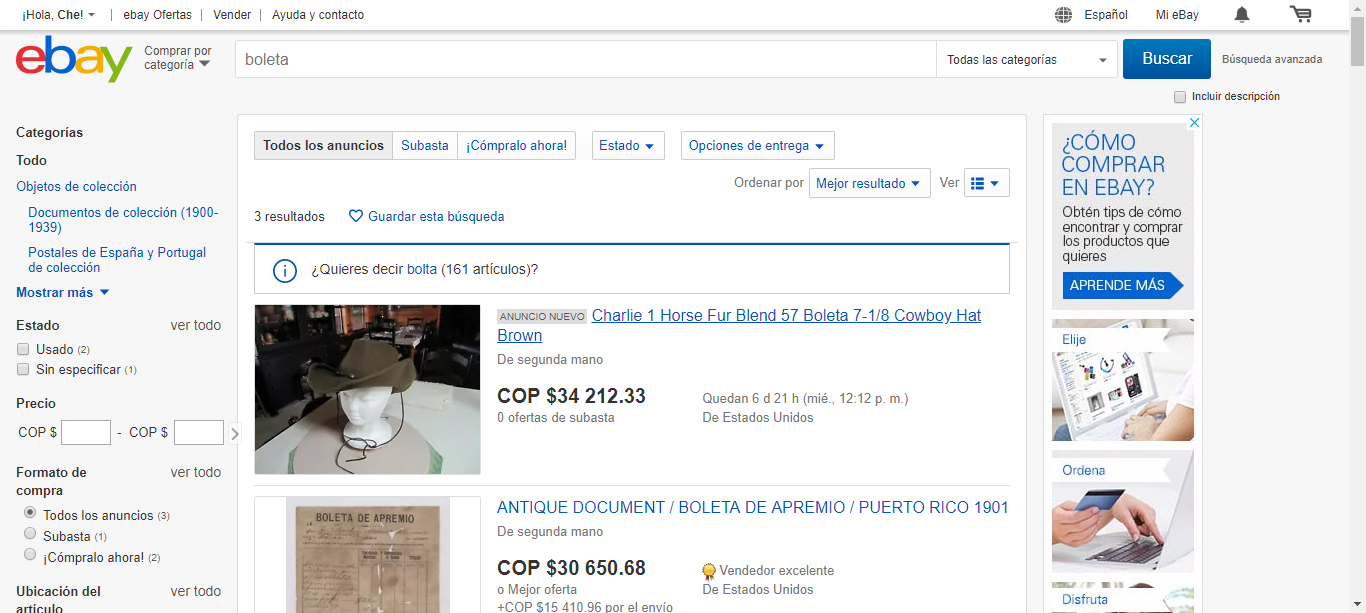 ¡Hola, Che!
ebay Ofertas
Vender
Ayuda y contacto
Español
Mi eBay
ebay
Comprar por
categoría
boleta
Todas las categorías
Buscar
Búsqueda avanzada
Incluir descripción
Categorías
Todo
Objetos de colección
Documentos de colección (1900-
1939)
Postales de España y Portugal
de colección
Mostrar más
Estado
ver todo
Usado (2)
Sin especificar (1)
Precio
COP $ - COP $
Formato de
compra
ver todo
Todos los anuncios (3)
Subasta (1)
¡Cómpralo ahora! (2)
Ubicación del
artículo
ver todo
Todos los anuncios
Subasta
¡Cómpralo ahora!
Estado
Opciones de entrega
Ordenar por
Mejor resultado
Ver
3 resultados
Guardar esta búsqueda
¿Quieres decir bolta (161 artículos)?
ANUNCIO NUEVO Charlie 1 Horse Fur Blend 57 Boleta 7-1/8 Cowboy Hat
Brown
De segunda mano
COP $34 212.33
0 ofertas de subasta
Quedan 6 d 21 h (mié., 12:12 p. m.)
De Estados Unidos
BOLETA DE APREMIO
ANTIQUE DOCUMENT / BOLETA DE APREMIO / PUERTO RICO 1901
De segunda mano
COP $30 650.68
o Mejor oferta
+COP $15 410.96 por el envío
Vendedor excelente
De Estados Unidos
¿CÓMO
COMPRAR
EN EBAY?
Obtén tips de cómo
encontrar y comprar
los productos que
quieres
APRENDE MÁS
Elije
Ordena
Disfruta